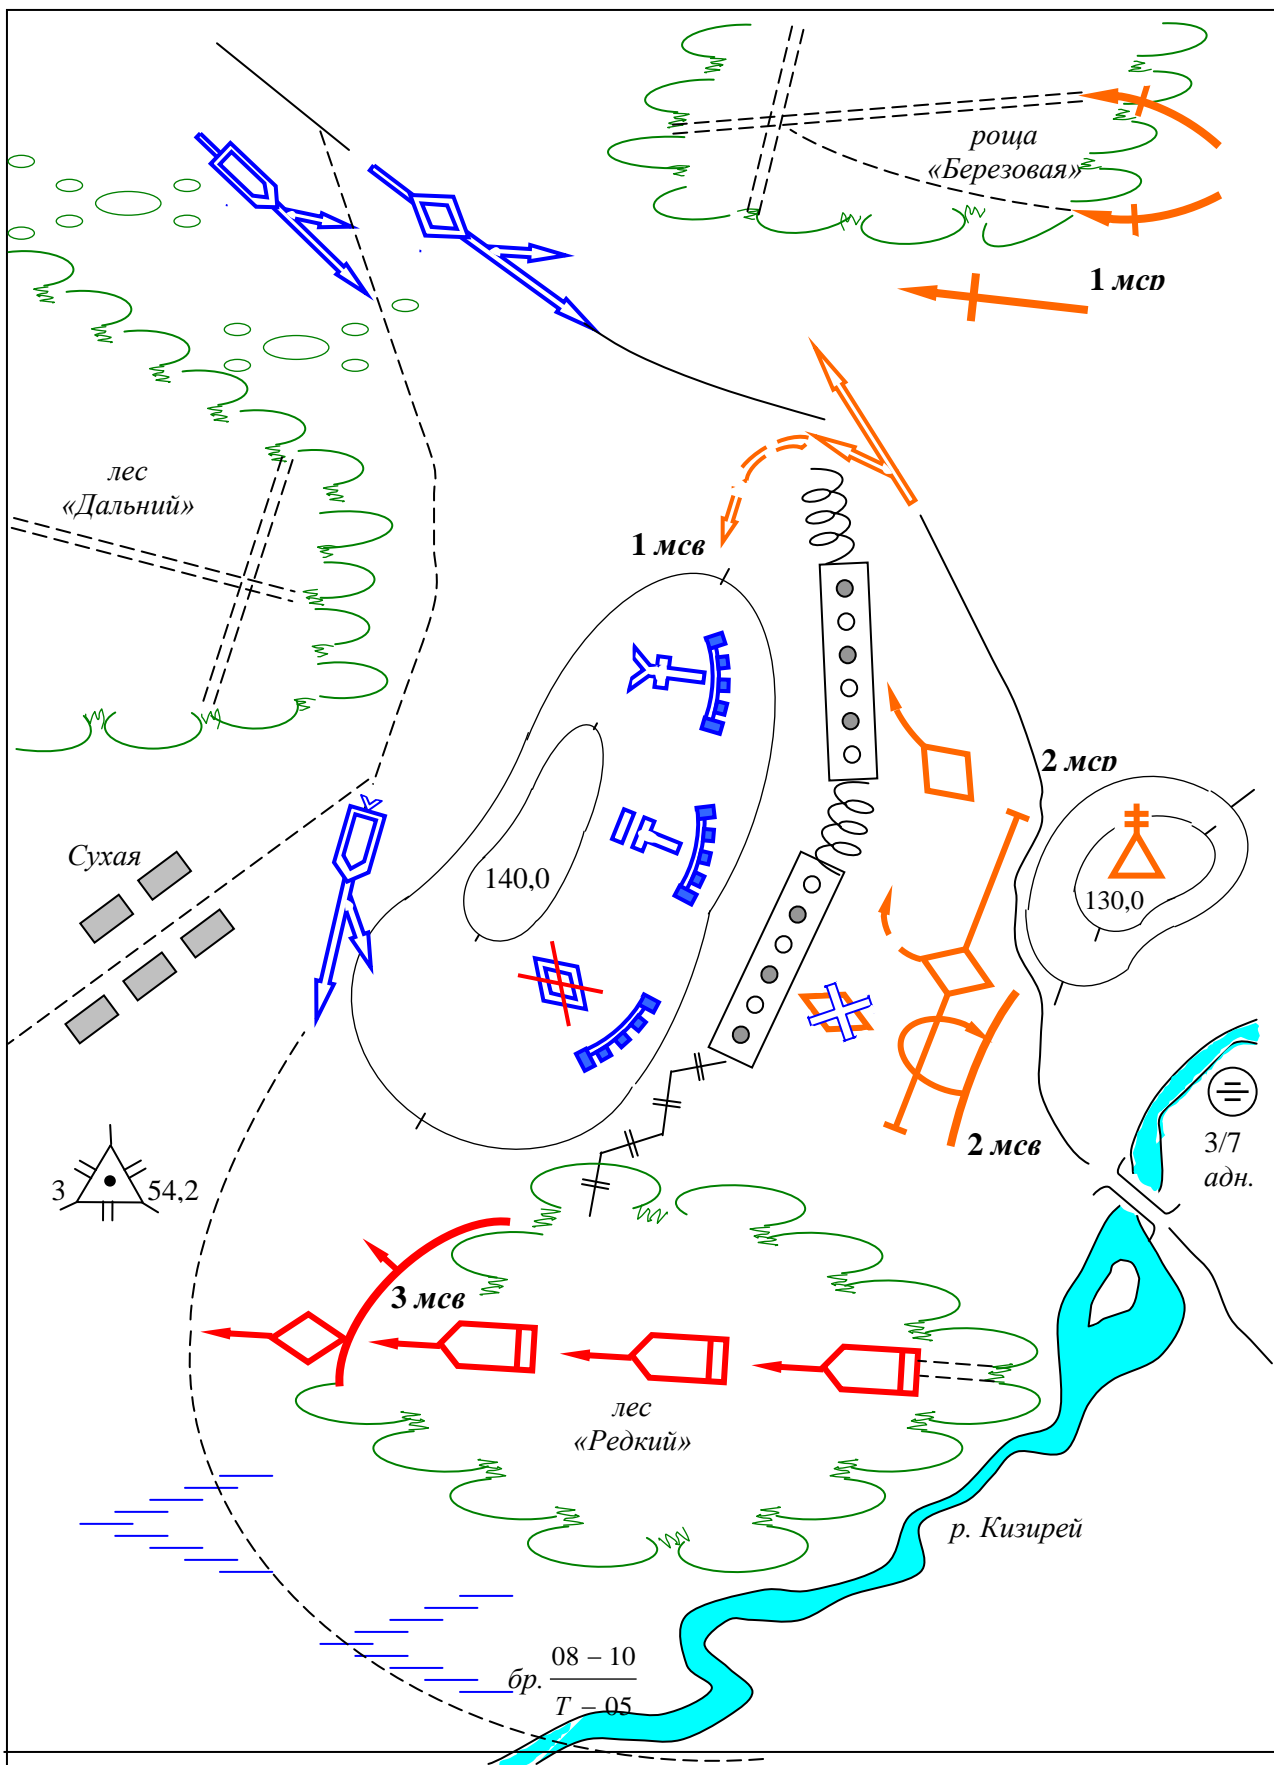 роща
«Березовая»
1 мср
лес
«Дальний»
1 мсв
2 мср
Сухая
140,0
130,0
2 мсв
3/7
адн.
3
54,2
3 мсв
лес
«Редкий»
р. Кизирей
бр. 08 – 10
Т – 05